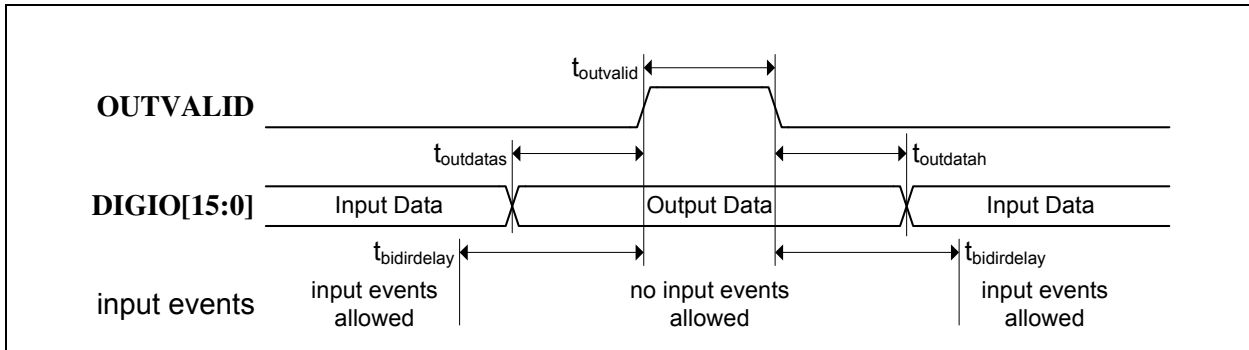 toutvalid
OUTVALID
toutdatas
toutdatah
DIGIO[15:0]
Input Data
Output Data
Input Data
tbidirdelay
tbidirdelay
input events
input events
allowed
no input events
allowed
input events
allowed